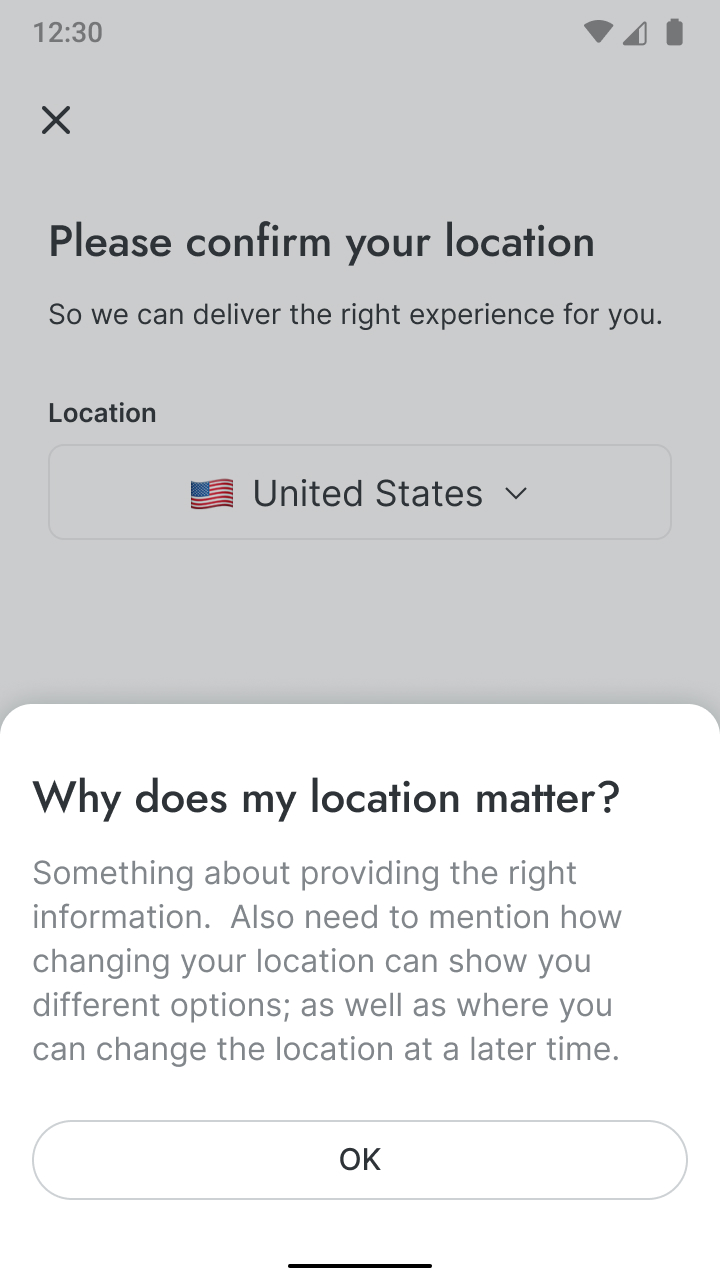 12:30
Please confirm your location
So we can deliver the right experience for you.
Location
United States
Why does my location matter?
Something about providing the right
information.  Also need to mention how
changing your location can show you
different options; as well as where you
can change the location at a later time.
OK